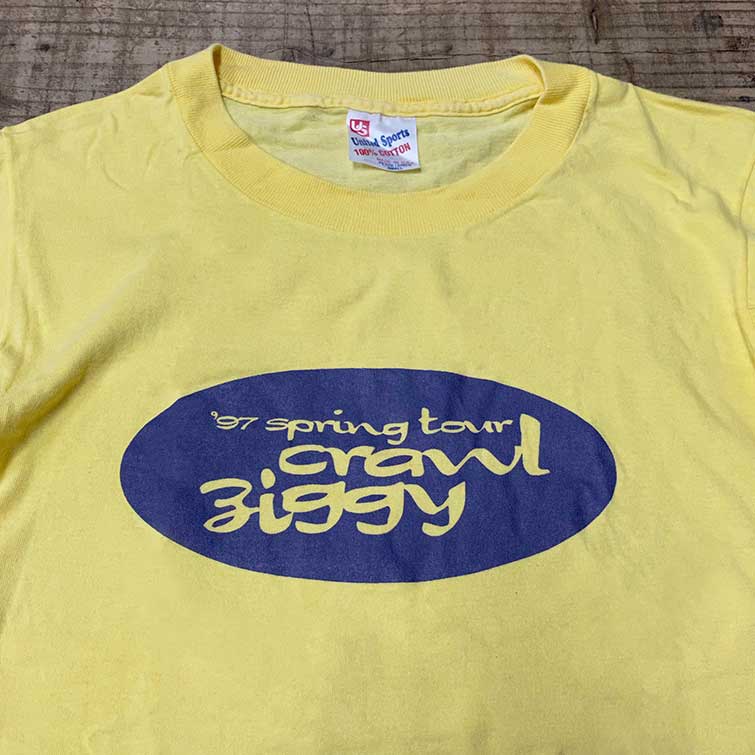 US
United Sports
100% COTTON
'97 spring tour
crawl
ziggy